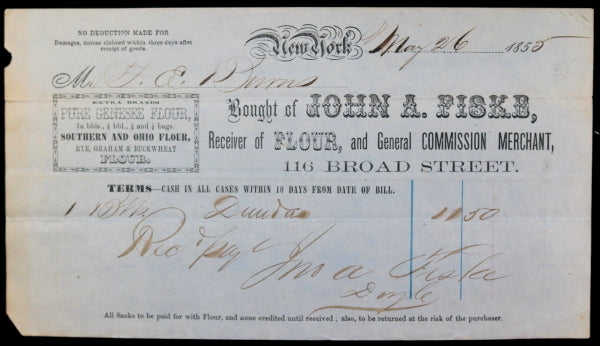 NO DEDUCTION MADE FOR
Damages, unless claimed within three days after
receipt of goods.
New York May 26 1855
Mr. E. Burns
EXTRA BRANDS
PURE GENESEE FLOUR,
In bbls., ½ bbl., ¼ and ⅛ bags.
SOUTHERN AND OHIO FLOUR,
RYE, GRAHAM & BUCKWHEAT
FLOUR.
Bought of JOHN A. FISKE,
Receiver of FLOUR, and General COMMISSION MERCHANT,
116 BROAD STREET.
TERMS—CASH IN ALL CASES WITHIN 10 DAYS FROM DATE OF BILL.
1 Dundas 11 50
Rec'd pay't
Jno A Fiske
Doyle
All Sacks to be paid for with Flour, and none credited until received; also, to be returned at the risk of the purchaser.